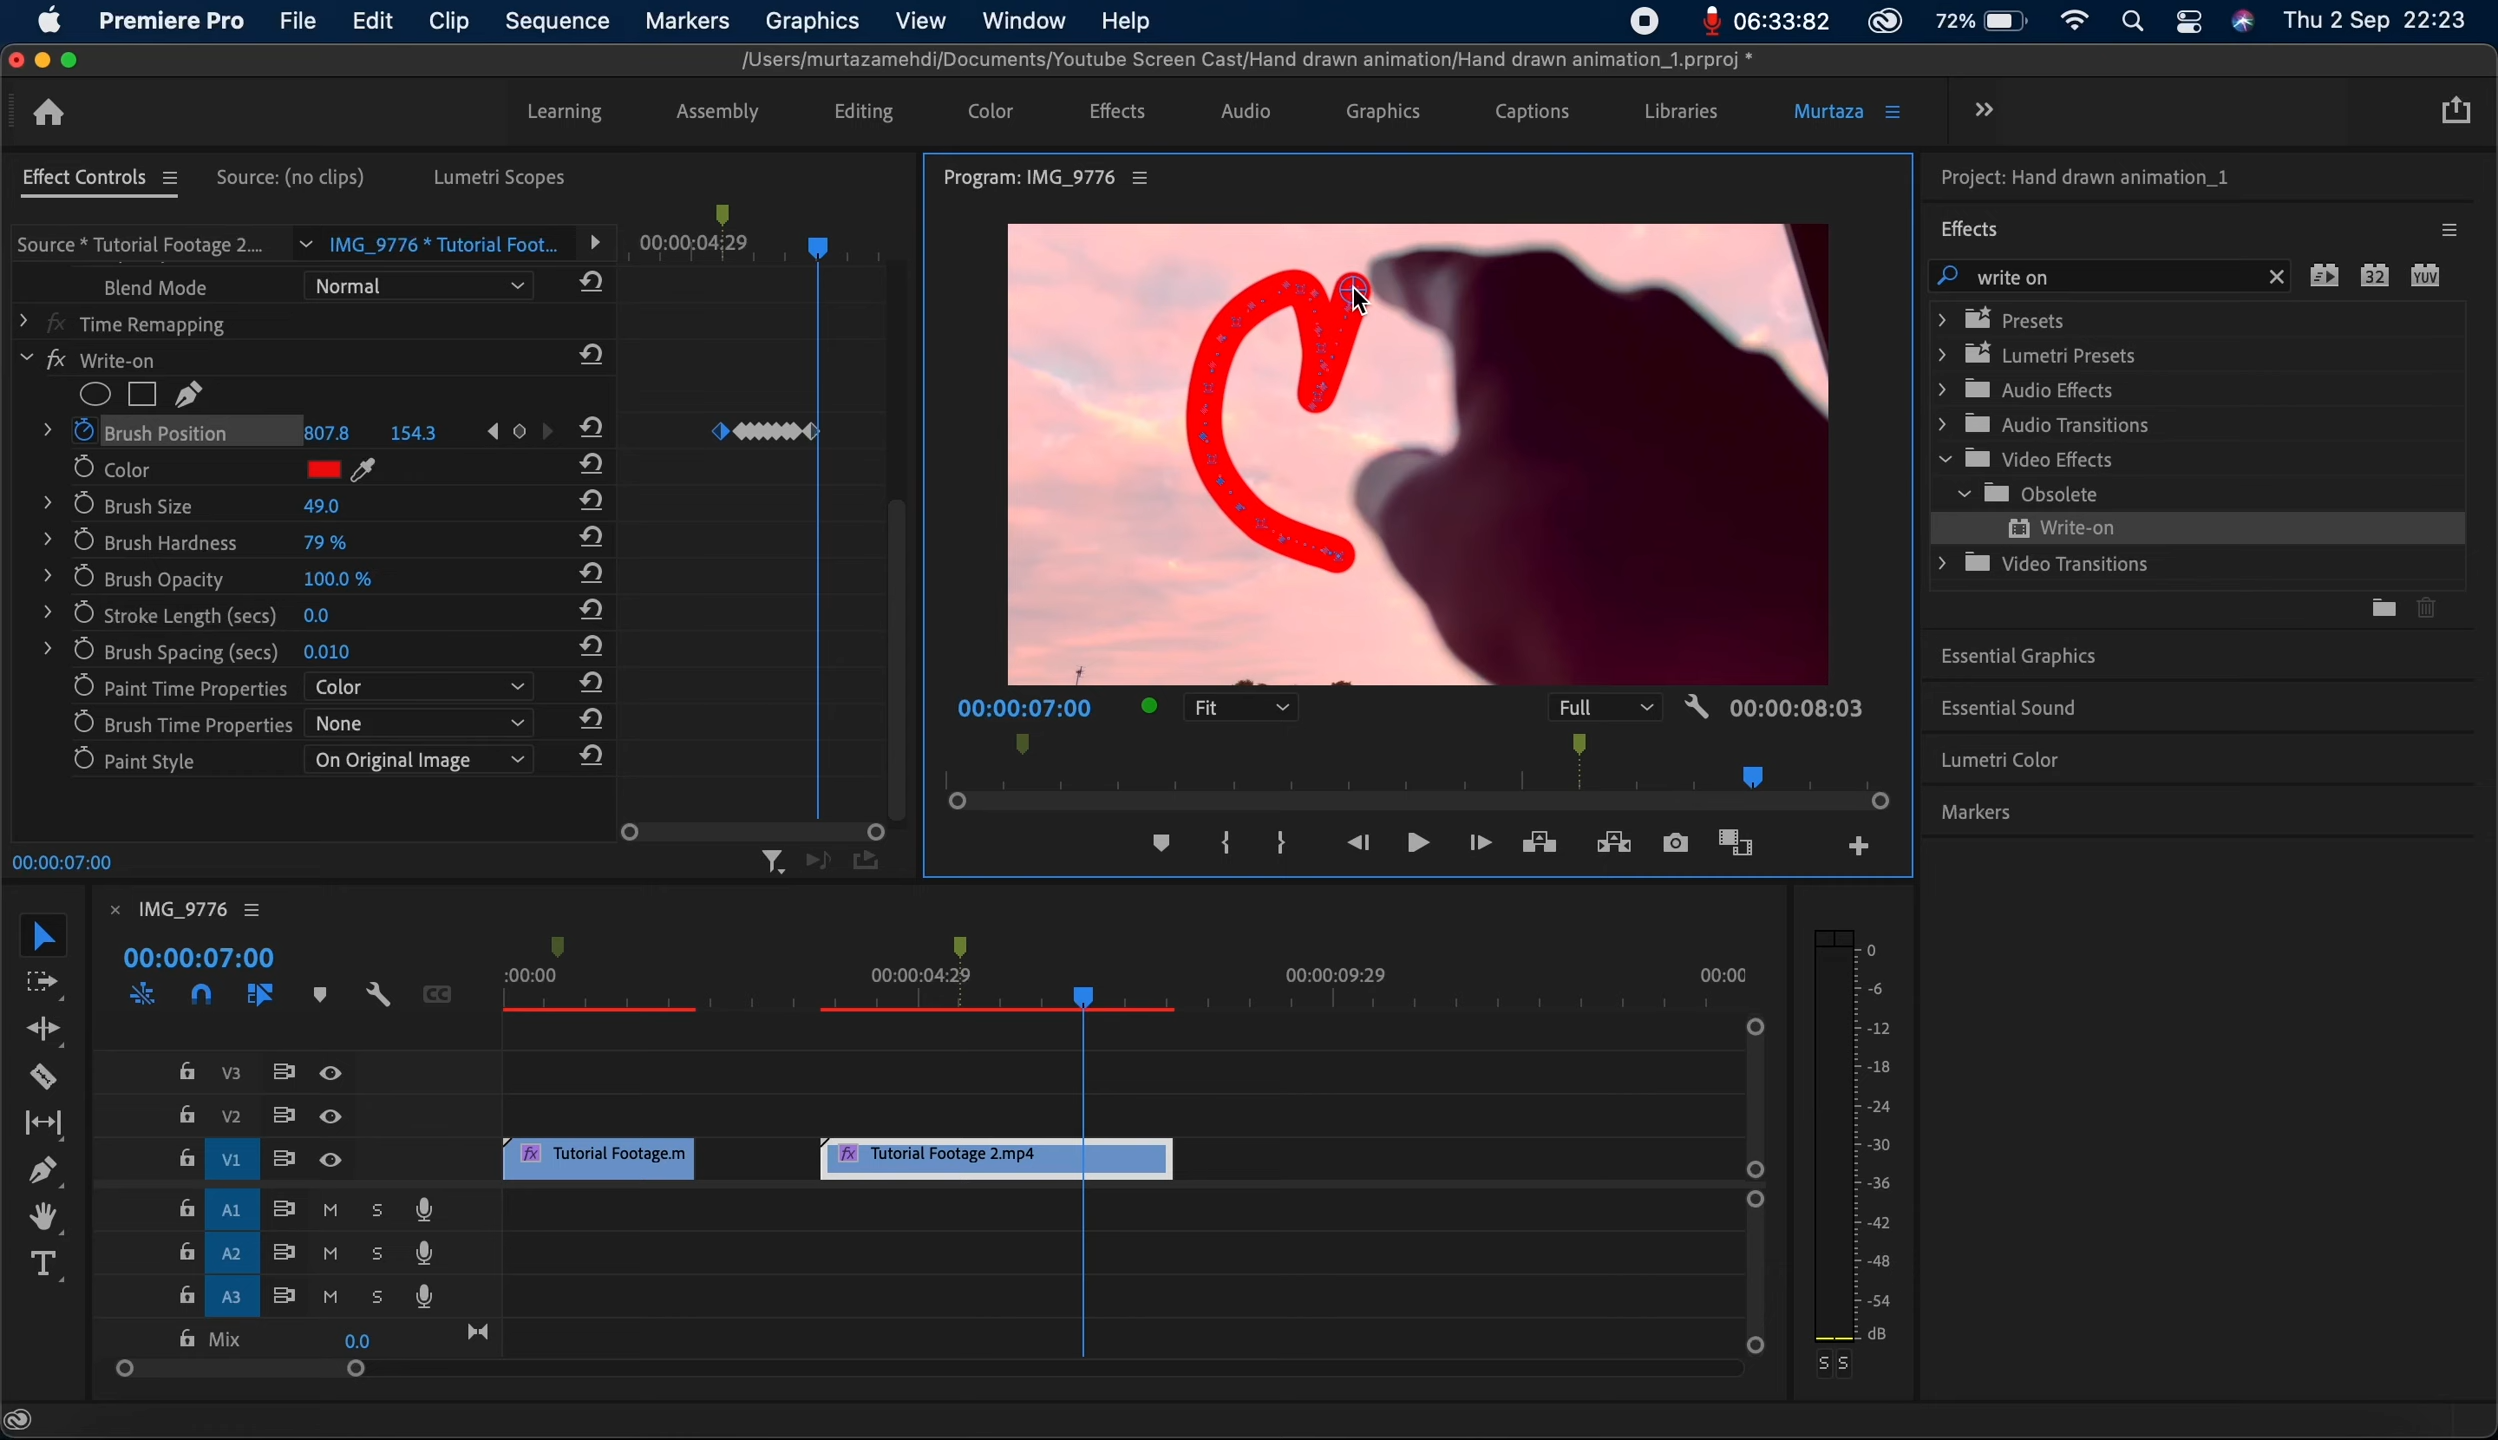 Premiere Pro File Edit Clip Sequence Markers Graphics View Window Help 06:33:82 72% Thu 2 Sep 22:23
/Users/murtazamehdi/Documents/Youtube Screen Cast/Hand drawn animation/Hand drawn animation_1.prproj *
Learning Assembly Editing Color Effects Audio Graphics Captions Libraries Murtaza
Effect Controls Source: (no clips) Lumetri Scopes
Source * Tutorial Footage 2.... IMG_9776 * Tutorial Foot... 00:00:04:29
Blend Mode Normal
fx Time Remapping
fx Write-on
Brush Position 807.8 154.3
Color
Brush Size 49.0
Brush Hardness 79 %
Brush Opacity 100.0 %
Stroke Length (secs) 0.0
Brush Spacing (secs) 0.010
Paint Time Properties Color
Brush Time Properties None
Paint Style On Original Image
00:00:07:00
Program: IMG_9776
00:00:07:00 Fit Full 00:00:08:03
Project: Hand drawn animation_1
Effects
write on 32 YUV
Presets
Lumetri Presets
Audio Effects
Audio Transitions
Video Effects
Obsolete
Write-on
Video Transitions
Essential Graphics
Essential Sound
Lumetri Color
Markers
× IMG_9776
00:00:07:00
:00:00 00:00:04:29 00:00:09:29 00:00
CC
V3
V2
V1 fx Tutorial Footage.m fx Tutorial Footage 2.mp4
A1 M S
A2 M S
A3 M S
Mix 0.0
0
-6
-12
-18
-24
-30
-36
-42
-48
-54
dB
S S
T